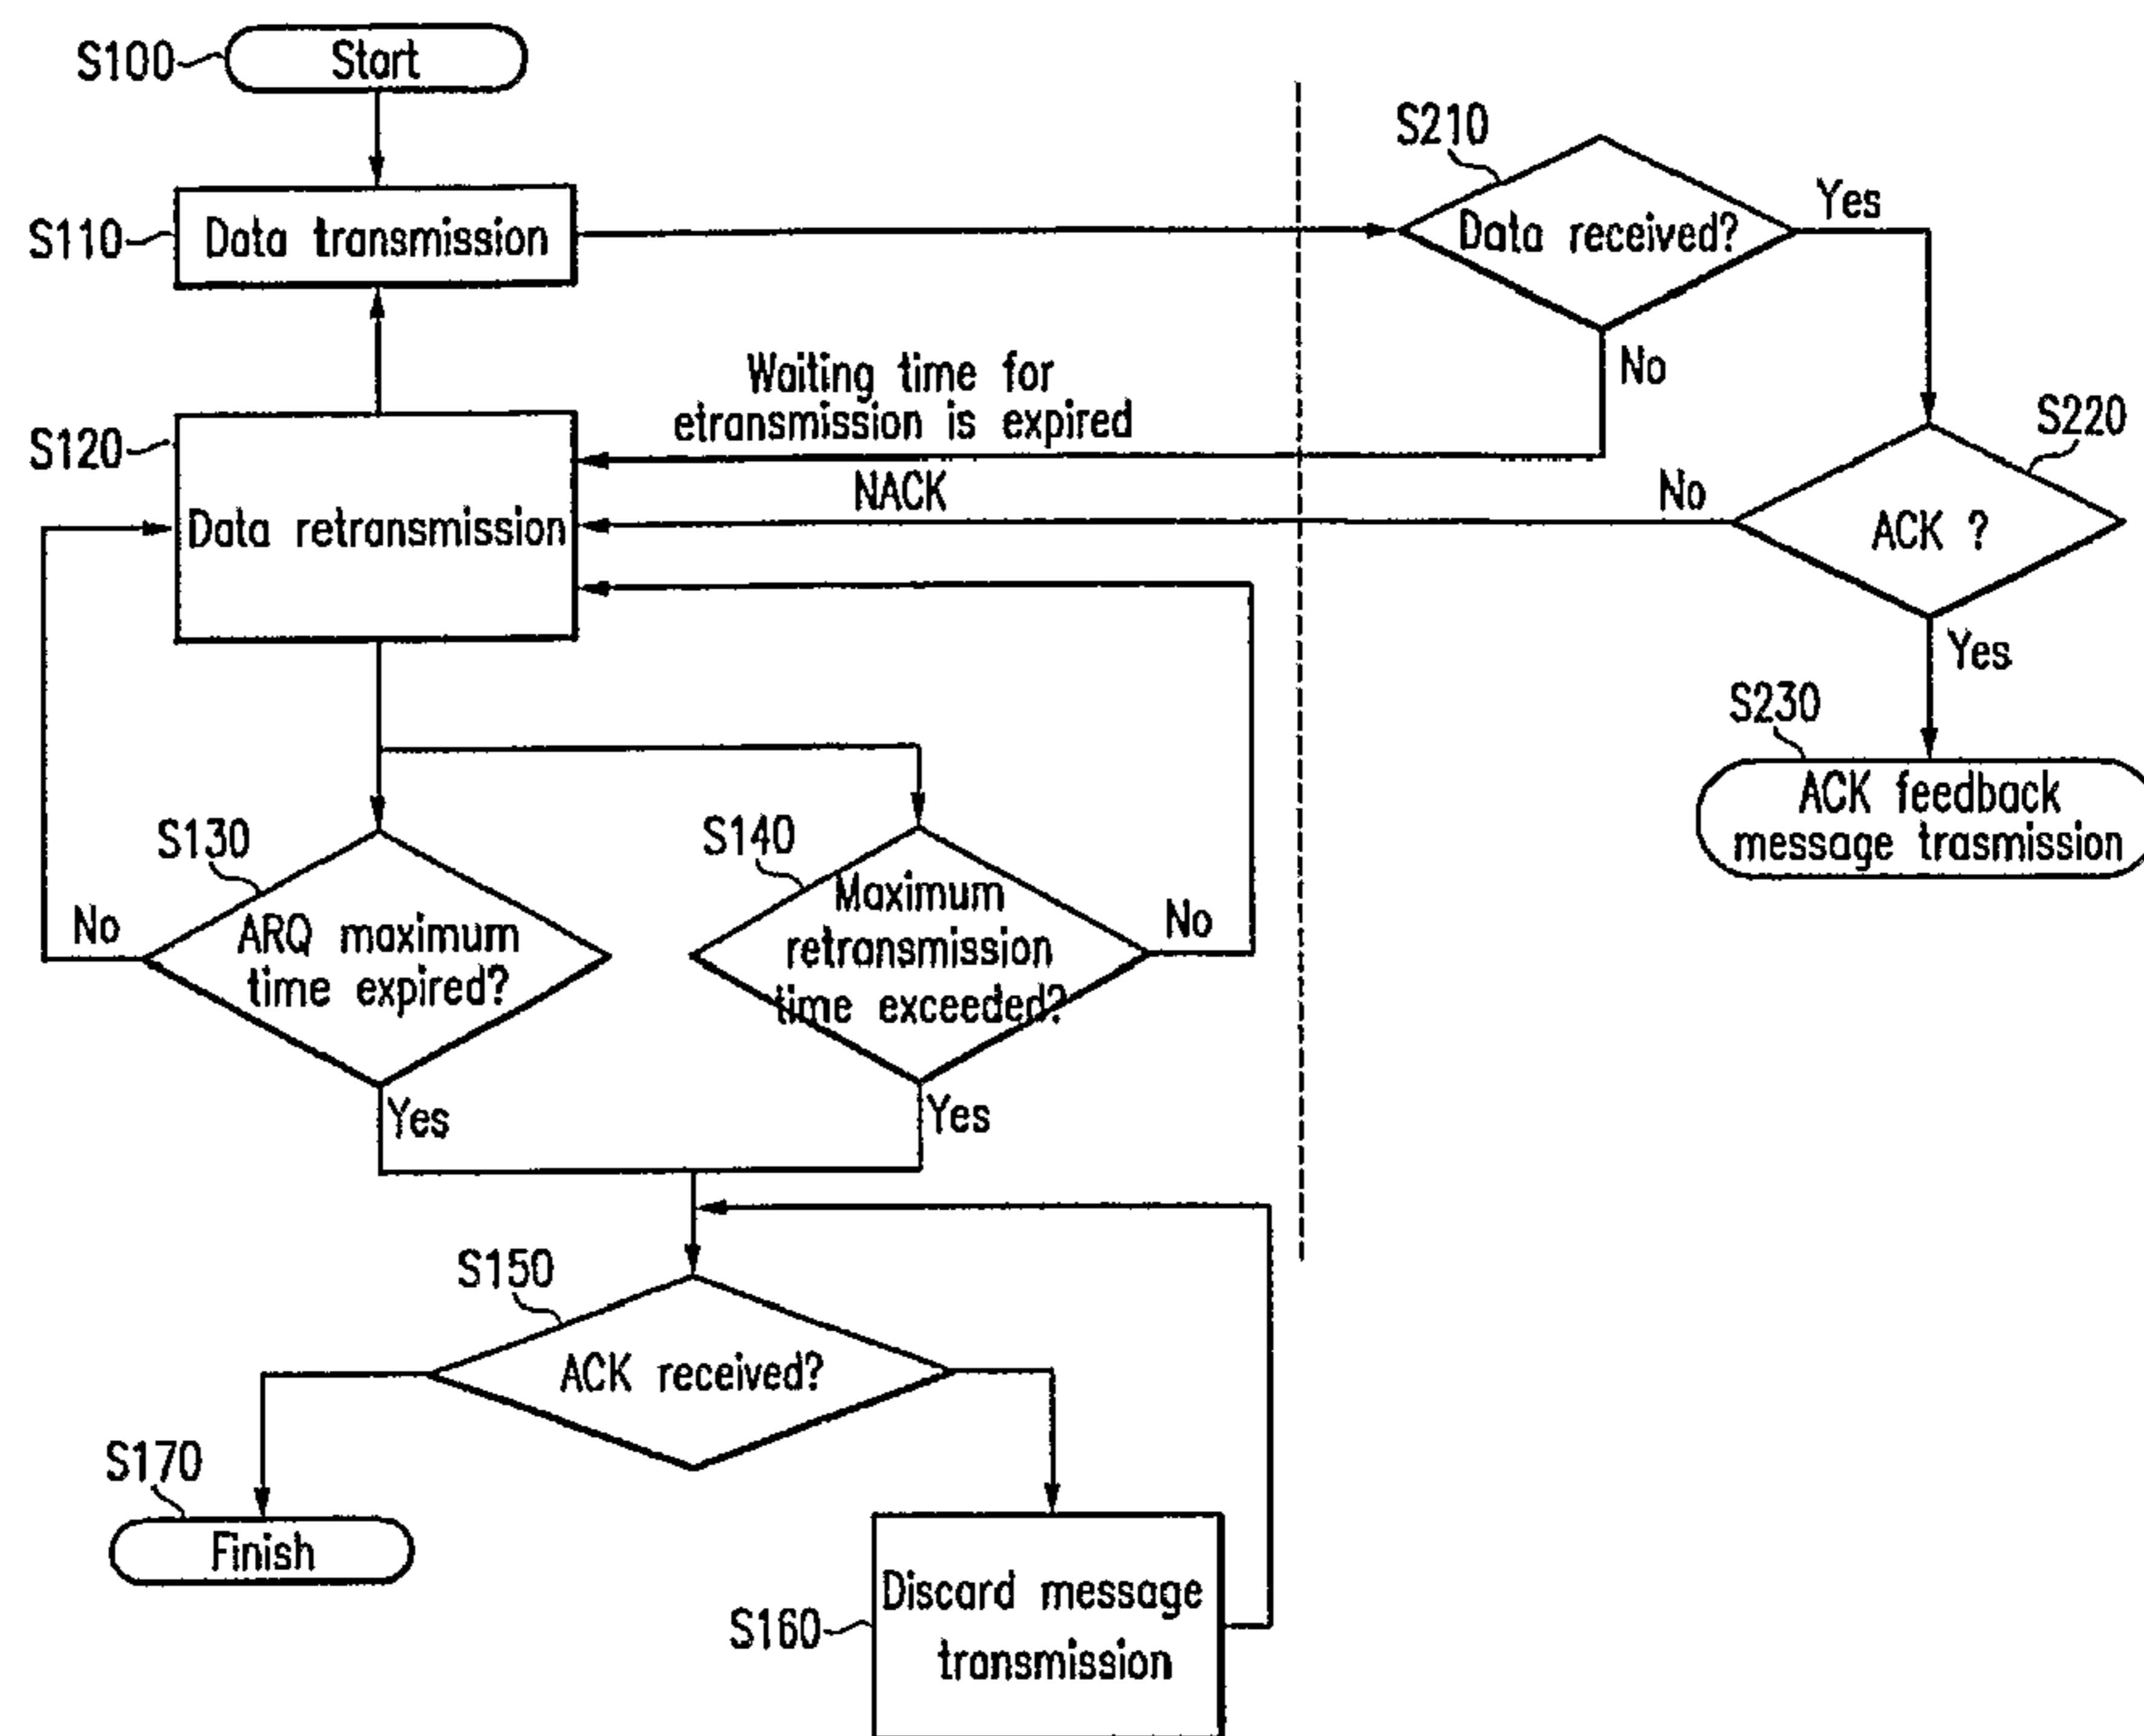 S100
Start
S110
Data transmission
S210
Data received?
Yes
No
Waiting time for
etransmission is expired
S120
Data retransmission
NACK
No
S220
ACK ?
Yes
S230
ACK feedback
message trasmission
S130
ARQ maximum
time expired?
No
Yes
S140
Maximum
retransmission
time exceeded?
No
Yes
S150
ACK received?
S170
Finish
S160
Discard message
transmission